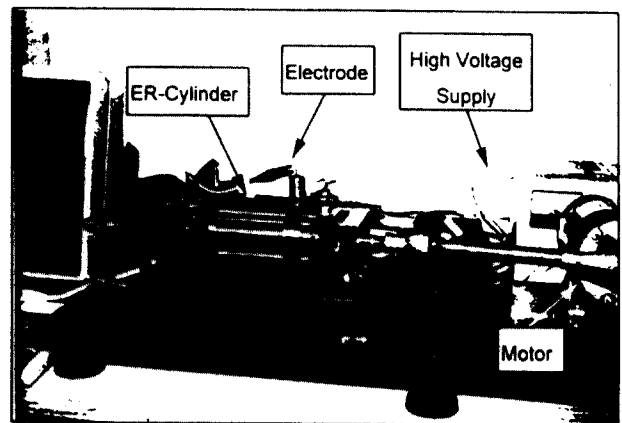 ER-Cylinder
Electrode
High Voltage
Supply
Motor